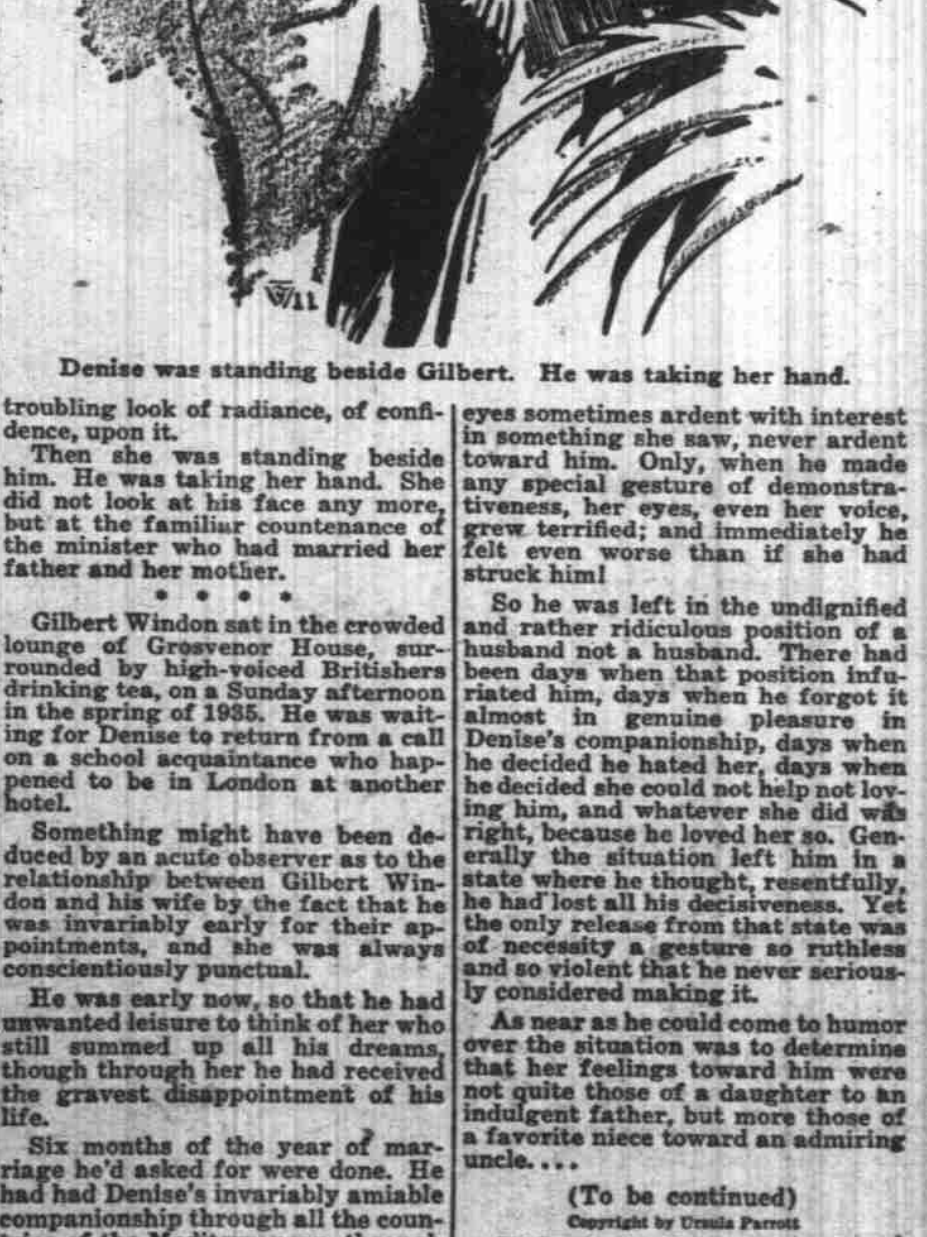 Denise was standing beside Gilbert. He was taking her hand.
troubling look of radiance, of confi-
dence, upon it.
Then she was standing beside
him. He was taking her hand. She
did not look at his face any more,
but at the familiar countenance of
the minister who had married her
father and her mother.
* * * *
Gilbert Windon sat in the crowded
lounge of Grosvenor House, sur-
rounded by high-voiced Britishers
drinking tea, on a Sunday afternoon
in the spring of 1935. He was wait-
ing for Denise to return from a call
on a school acquaintance who hap-
pened to be in London at another
hotel.
Something might have been de-
duced by an acute observer as to the
relationship between Gilbert Win-
don and his wife by the fact that he
was invariably early for their ap-
pointments, and she was always
conscientiously punctual.
He was early now, so that he had
unwanted leisure to think of her who
still summed up all his dreams,
though through her he had received
the gravest disappointment of his
life.
Six months of the year of mar-
riage he'd asked for were done. He
had had Denise's invariably amiable
companionship through all the coun-
eyes sometimes ardent with interest
in something she saw, never ardent
toward him. Only, when he made
any special gesture of demonstra-
tiveness, her eyes, even her voice,
grew terrified; and immediately he
felt even worse than if she had
struck him!
So he was left in the undignified
and rather ridiculous position of a
husband not a husband. There had
been days when that position infu-
riated him, days when he forgot it
almost in genuine pleasure in
Denise's companionship, days when
he decided he hated her, days when
he decided she could not help not lov-
ing him, and whatever she did was
right, because he loved her so. Gen-
erally the situation left him in a
state where he thought, resentfully,
he had lost all his decisiveness. Yet
the only release from that state was
of necessity a gesture so ruthless
and so violent that he never serious-
ly considered making it.
As near as he could come to humor
over the situation was to determine
that her feelings toward him were
not quite those of a daughter to an
indulgent father, but more those of
a favorite niece toward an admiring
uncle....
(To be continued)
Copyright by Ursula Parrott